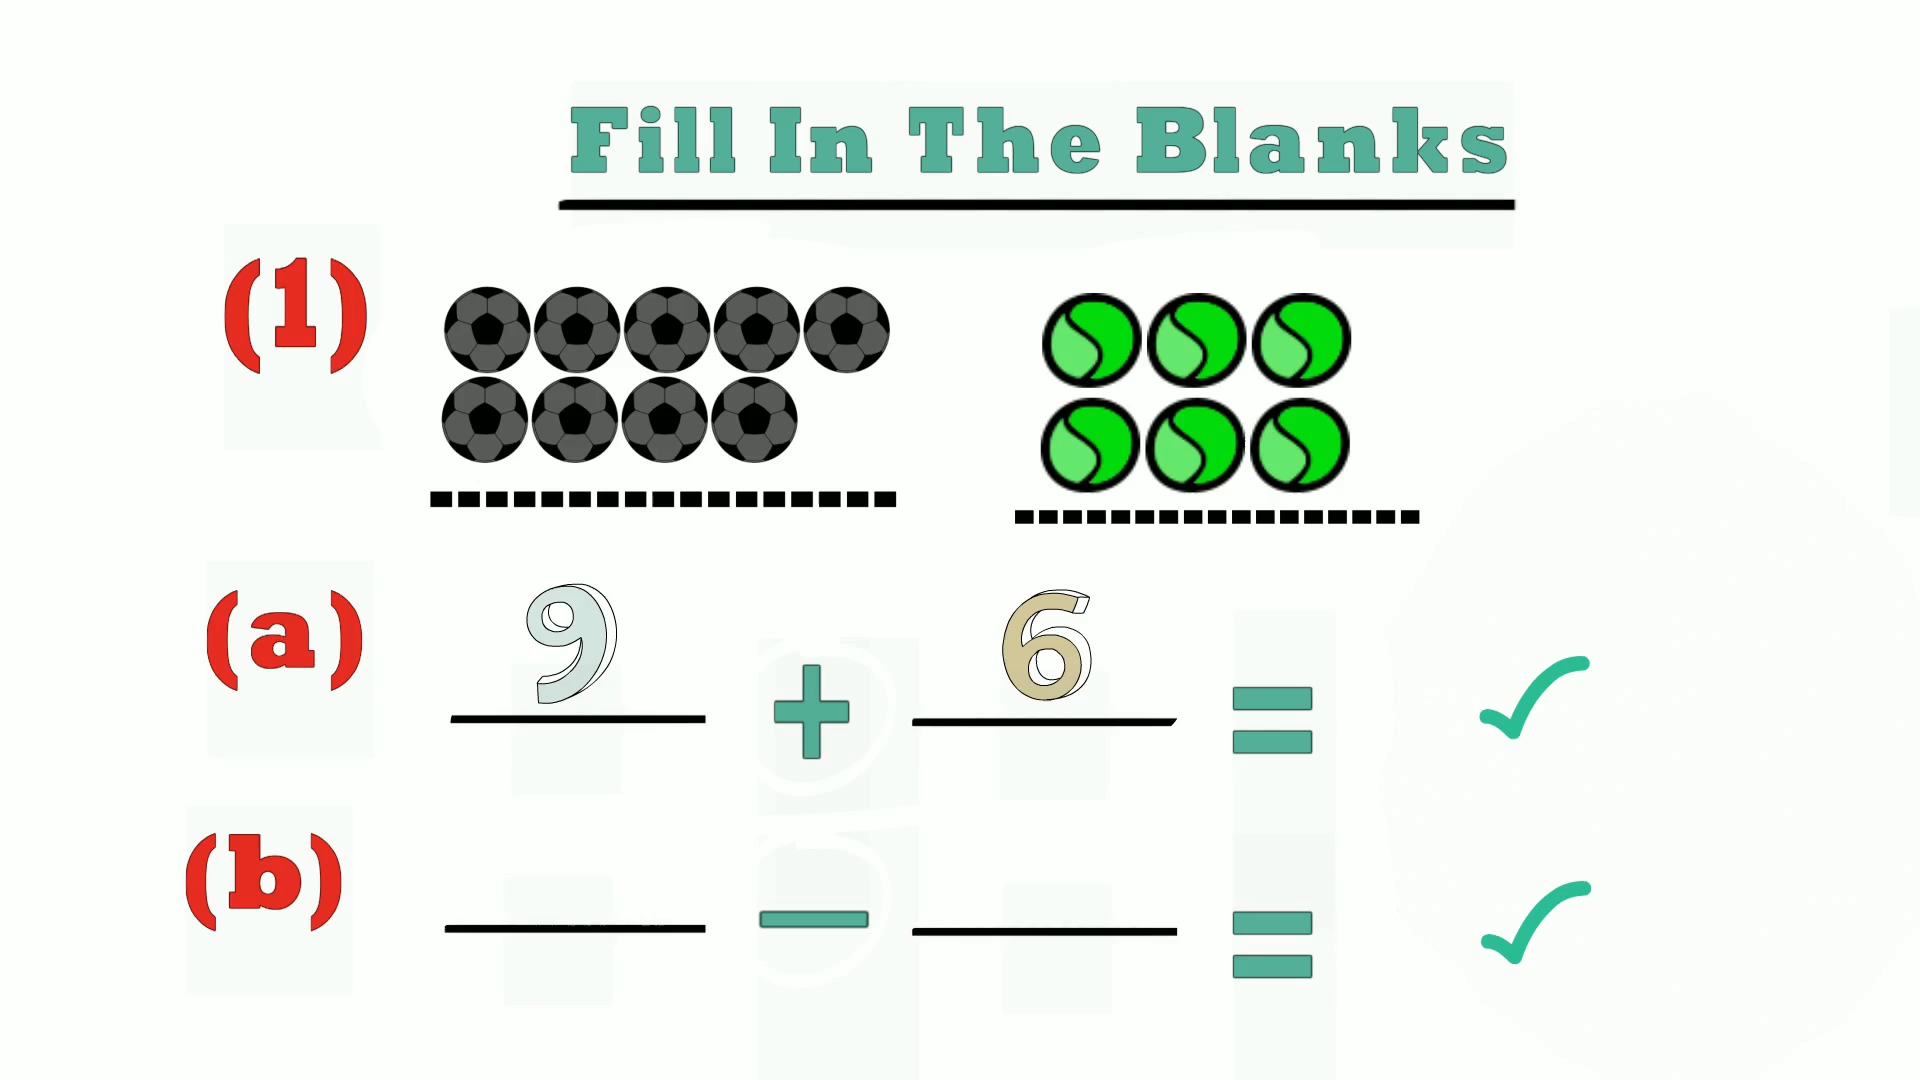 Fill In The Blanks
(1)
(a) 9 + 6 =
(b) − =